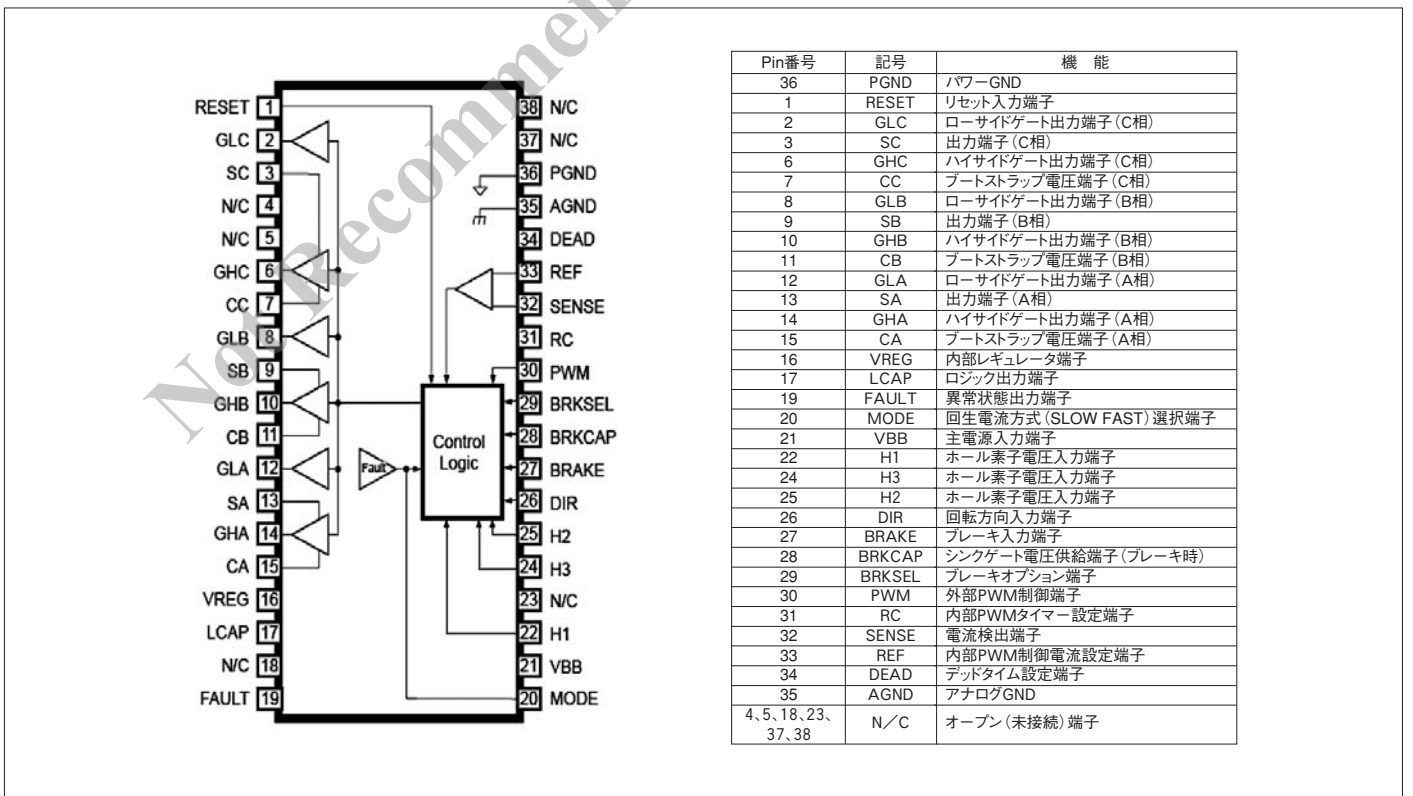 Not Recommen
RESET 1
GLC 2
SC 3
N/C 4
N/C 5
GHC 6
CC 7
GLB 8
SB 9
GHB 10
CB 11
GLA 12
SA 13
GHA 14
CA 15
VREG 16
LCAP 17
N/C 18
FAULT 19
38 N/C
37 N/C
36 PGND
35 AGND
34 DEAD
33 REF
32 SENSE
31 RC
30 PWM
29 BRKSEL
28 BRKCAP
27 BRAKE
26 DIR
25 H2
24 H3
23 N/C
22 H1
21 VBB
20 MODE
Control
Logic
Fault
Pin番号 記号 機 能
36 PGND パワーGND
1 RESET リセット入力端子
2 GLC ローサイドゲート出力端子(C相)
3 SC 出力端子(C相)
6 GHC ハイサイドゲート出力端子(C相)
7 CC ブートストラップ電圧端子(C相)
8 GLB ローサイドゲート出力端子(B相)
9 SB 出力端子(B相)
10 GHB ハイサイドゲート出力端子(B相)
11 CB ブートストラップ電圧端子(B相)
12 GLA ローサイドゲート出力端子(A相)
13 SA 出力端子(A相)
14 GHA ハイサイドゲート出力端子(A相)
15 CA ブートストラップ電圧端子(A相)
16 VREG 内部レギュレータ端子
17 LCAP ロジック出力端子
19 FAULT 異常状態出力端子
20 MODE 回生電流方式(SLOW FAST)選択端子
21 VBB 主電源入力端子
22 H1 ホール素子電圧入力端子
24 H3 ホール素子電圧入力端子
25 H2 ホール素子電圧入力端子
26 DIR 回転方向入力端子
27 BRAKE ブレーキ入力端子
28 BRKCAP シンクゲート電圧供給端子(ブレーキ時)
29 BRKSEL ブレーキオプション端子
30 PWM 外部PWM制御端子
31 RC 内部PWMタイマー設定端子
32 SENSE 電流検出端子
33 REF 内部PWM制御電流設定端子
34 DEAD デッドタイム設定端子
35 AGND アナログGND
4、5、18、23、
37、38 N／C オープン(未接続)端子